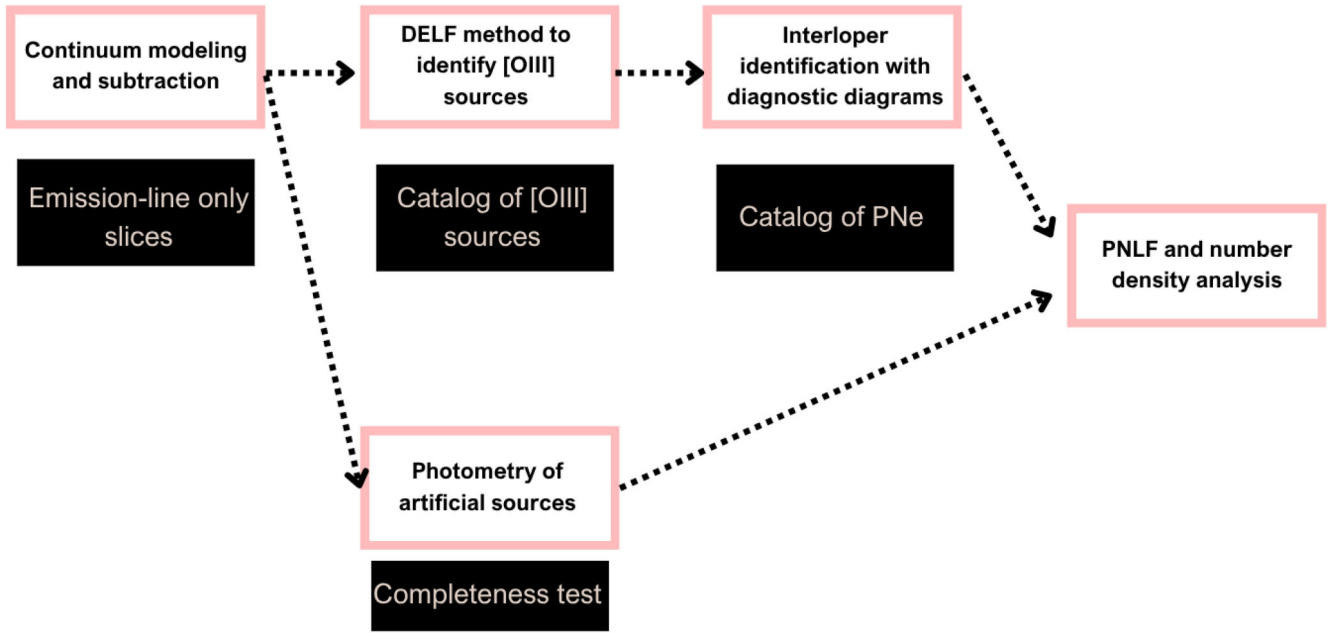 Continuum modeling
and subtraction
DELF method to
identify [OIII]
sources
Interloper
identification with
diagnostic diagrams
Emission-line only
slices
Catalog of [OIII]
sources
Catalog of PNe
PNLF and number
density analysis
Photometry of
artificial sources
Completeness test